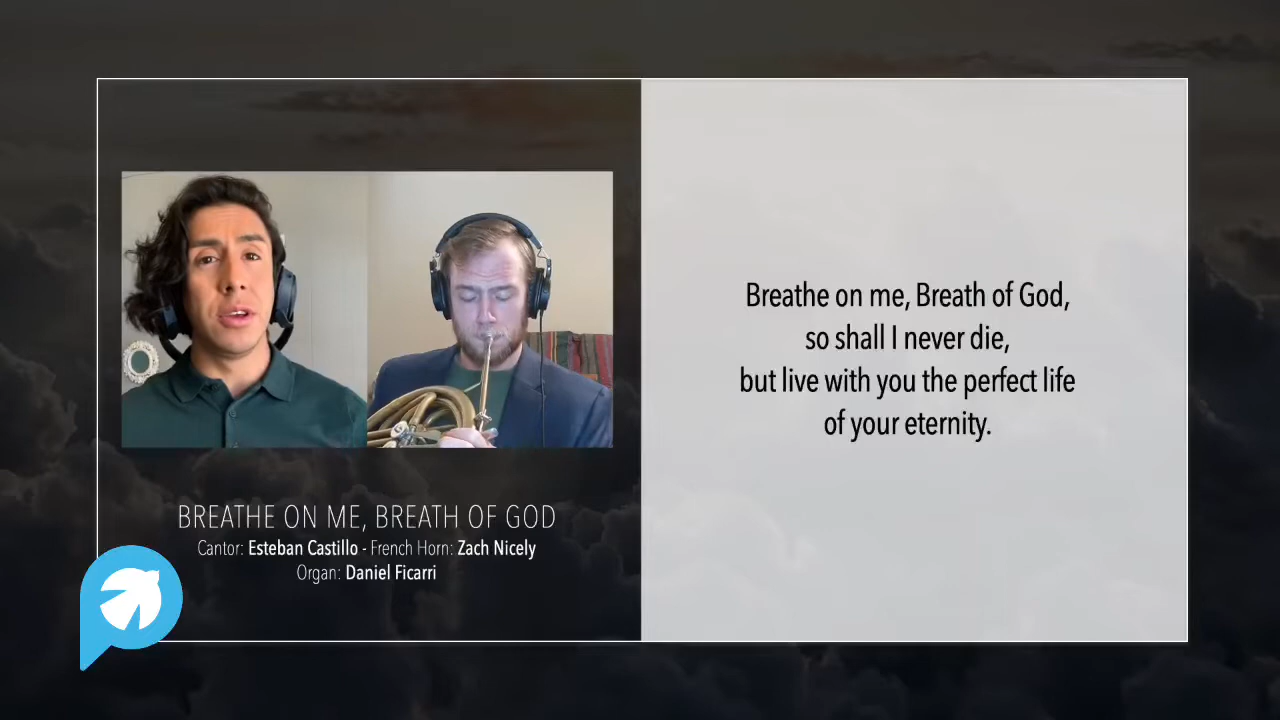 BREATHE ON ME, BREATH OF GOD
Cantor: Esteban Castillo - French Horn: Zach Nicely
Organ: Daniel Ficarri
Breathe on me, Breath of God,
so shall I never die,
but live with you the perfect life
of your eternity.